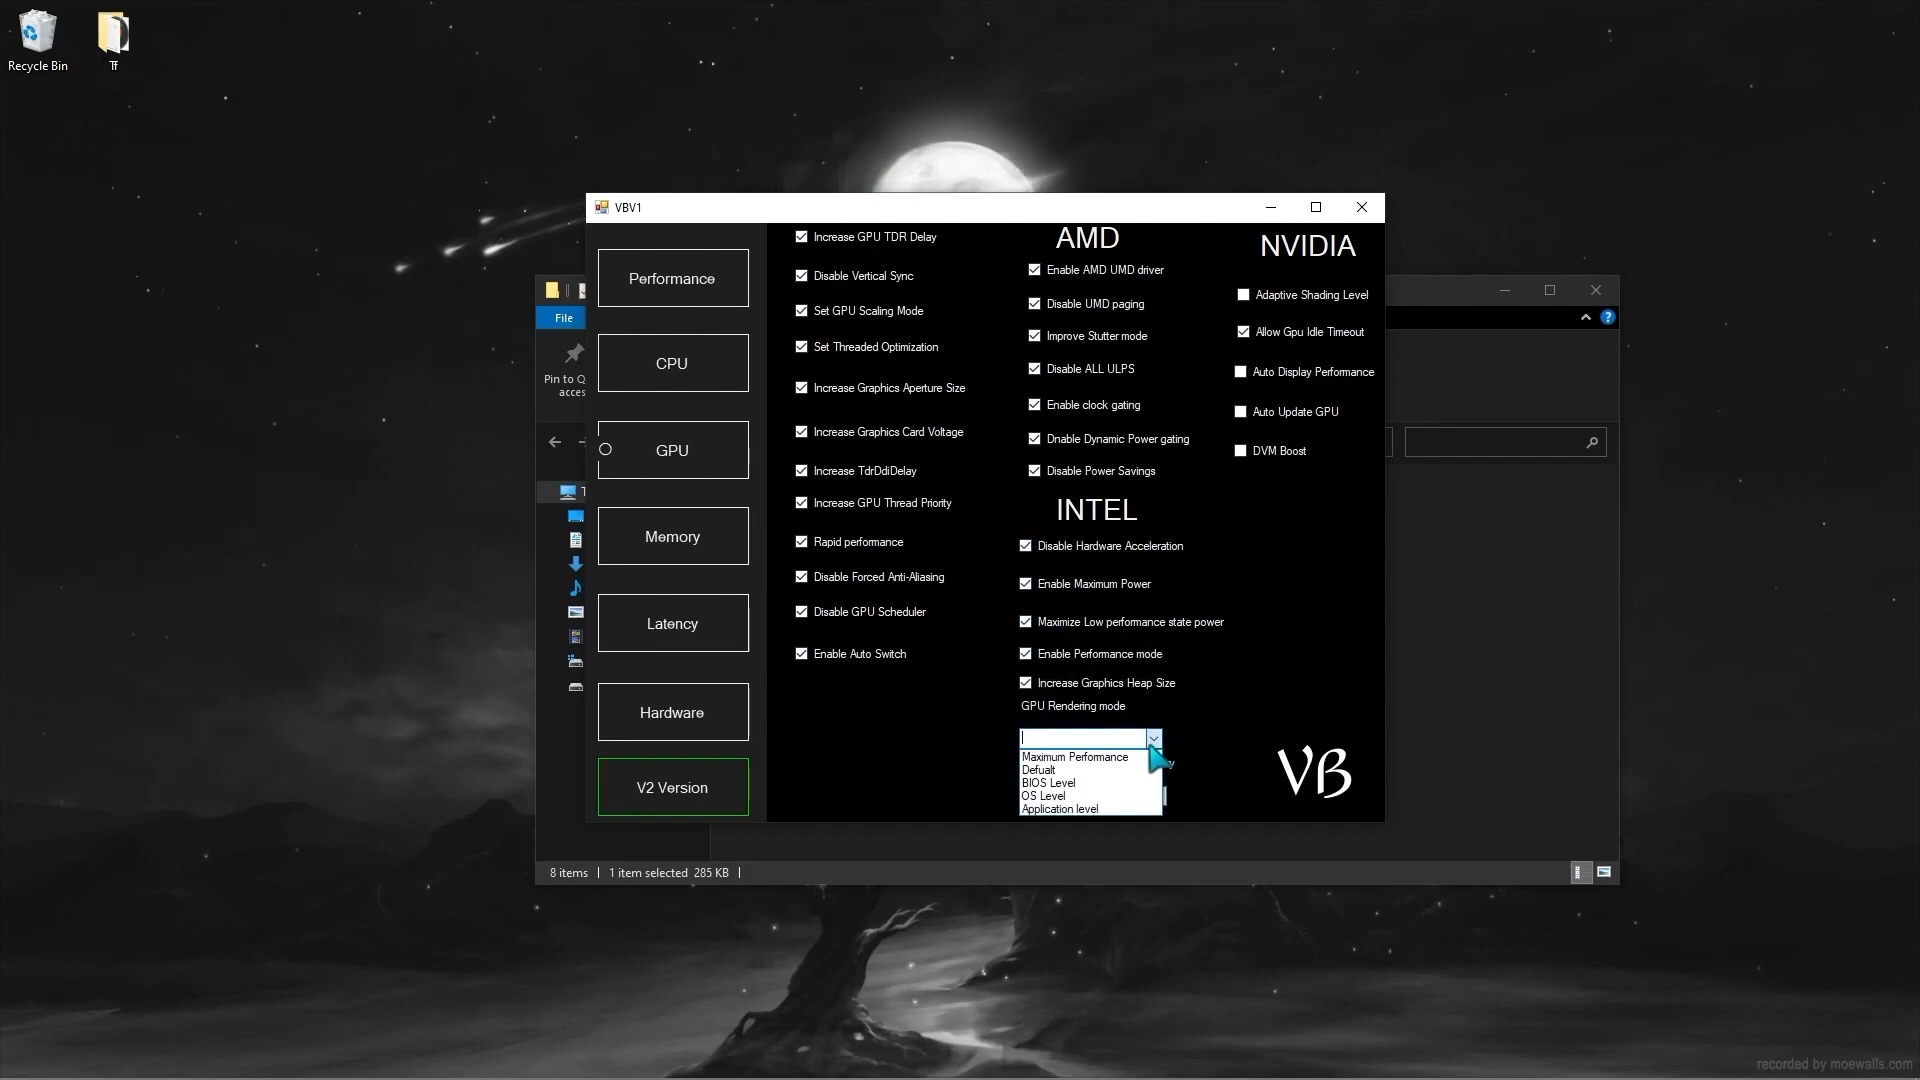 Recycle Bin
Tf
VBV1
File
Pin to Q
acces
T
8 items
1 item selected 285 KB
Performance
CPU
GPU
Memory
Latency
Hardware
V2 Version
Increase GPU TDR Delay
Disable Vertical Sync
Set GPU Scaling Mode
Set Threaded Optimization
Increase Graphics Aperture Size
Increase Graphics Card Voltage
Increase TdrDdiDelay
Increase GPU Thread Priority
Rapid performance
Disable Forced Anti-Aliasing
Disable GPU Scheduler
Enable Auto Switch
AMD
Enable AMD UMD driver
Disable UMD paging
Improve Stutter mode
Disable ALL ULPS
Enable clock gating
Dnable Dynamic Power gating
Disable Power Savings
INTEL
Disable Hardware Acceleration
Enable Maximum Power
Maximize Low performance state power
Enable Performance mode
Increase Graphics Heap Size
GPU Rendering mode
Maximum Performance
Defualt
BIOS Level
OS Level
Application level
y
NVIDIA
Adaptive Shading Level
Allow Gpu Idle Timeout
Auto Display Performance
Auto Update GPU
DVM Boost
VB
recorded by moewalls.com